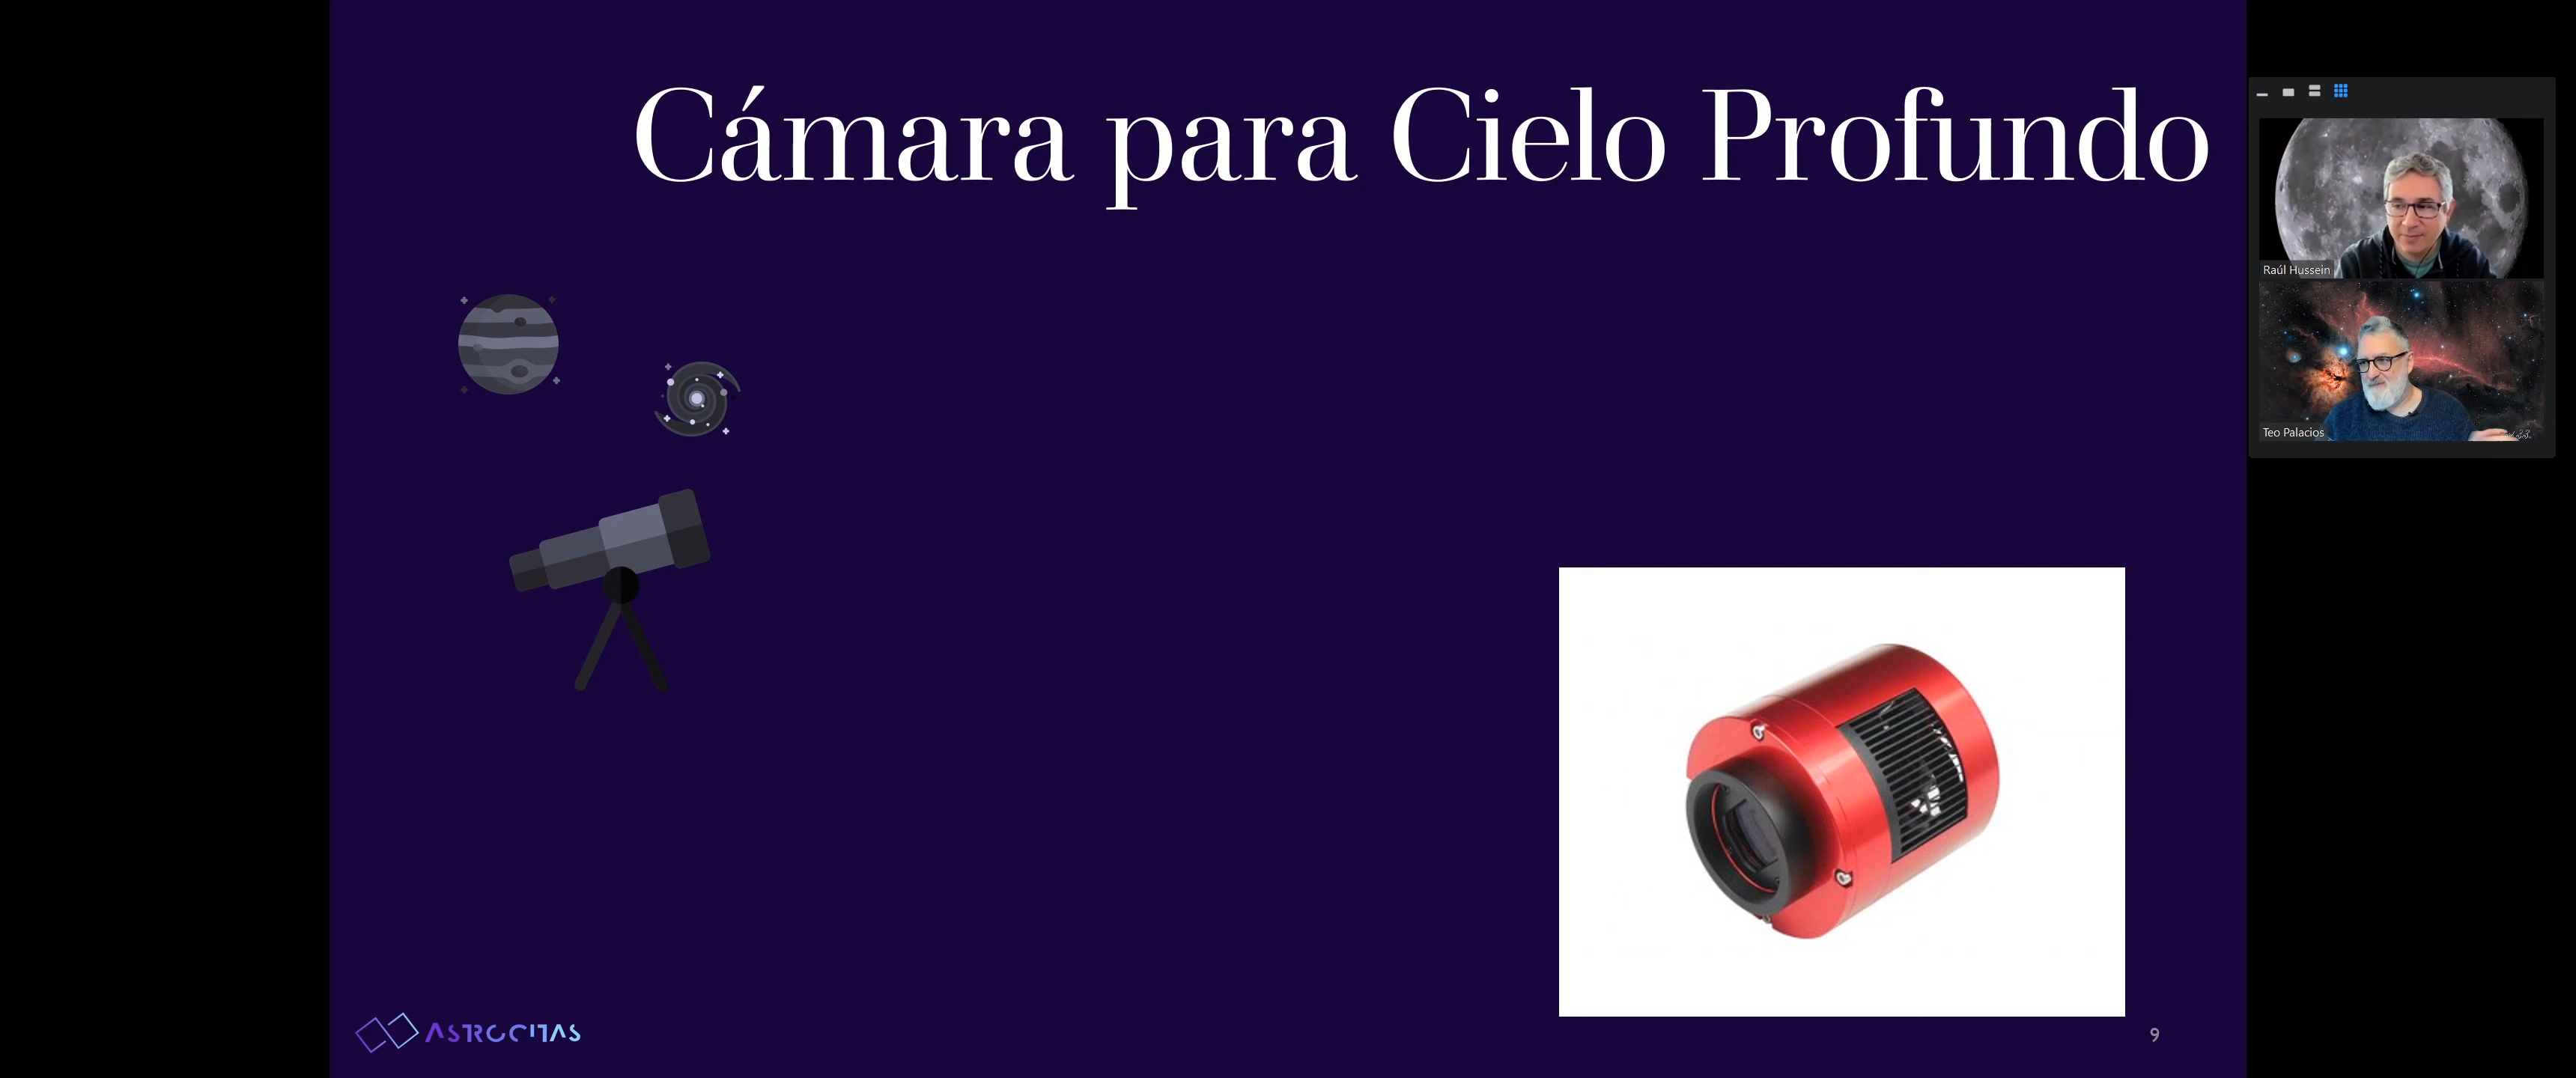 Cámara para Cielo Profundo
Raúl Hussein
Teo Palacios
ASTROCITAS
9